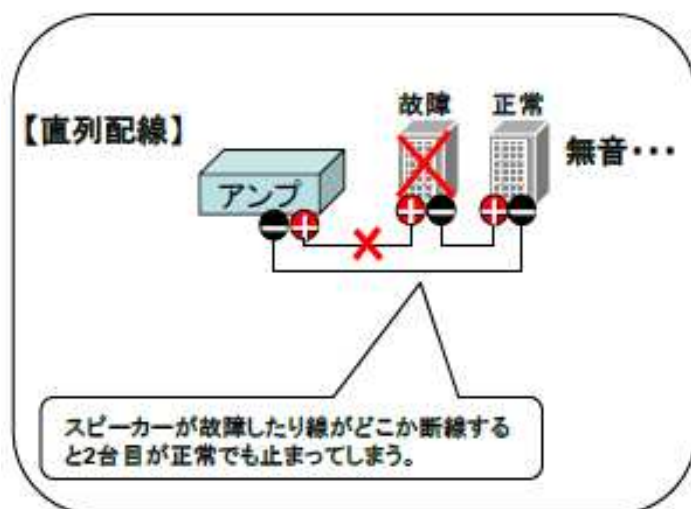 故障 正常
【直列配線】
無音・・・
アンプ
− + + − + −
スピーカーが故障したり線がどこか断線する
と2台目が正常でも止まってしまう。